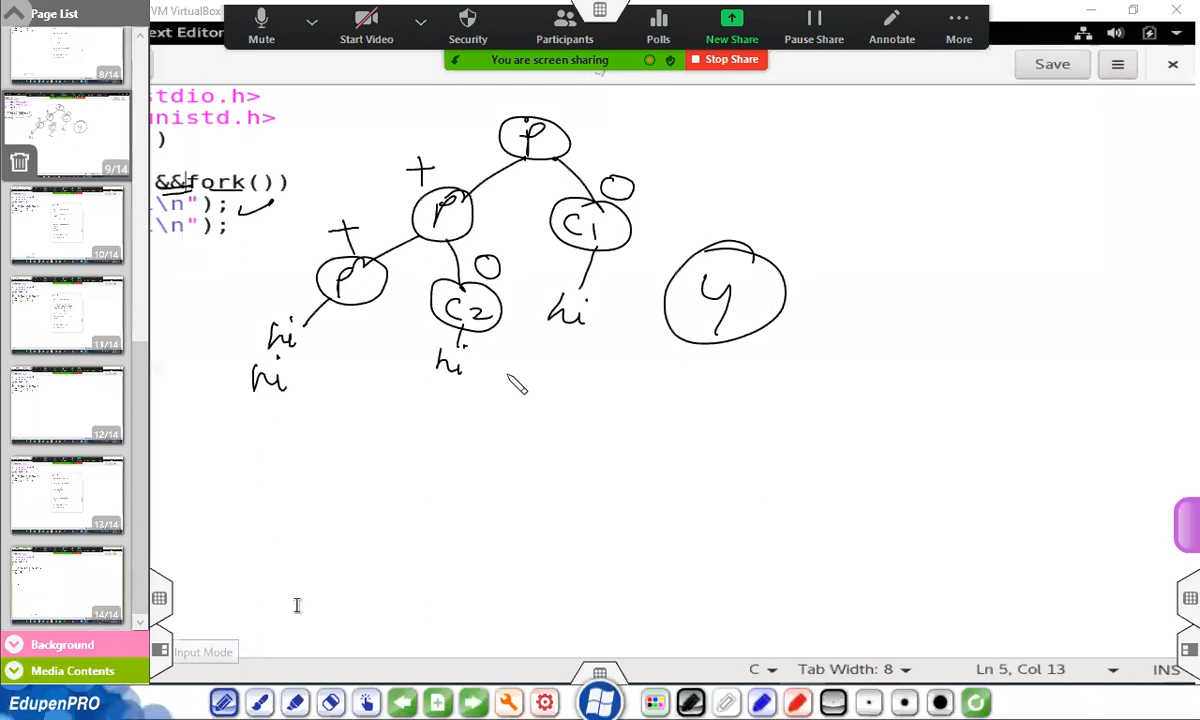 Page List
VM VirtualBox
ext Editor
Mute
Start Video
Security
Participants
Polls
New Share
Pause Share
Annotate
More
You are screen sharing
Stop Share
Save
8/14
stdio.h>
unistd.h>
)
&&fork())
\n");
\n");
P
+
P
0
C1
+
P
0
C2
hi
hi
hi
hi
4
9/14
10/14
11/14
12/14
13/14
14/14
Background
Input Mode
Media Contents
C
Tab Width: 8
Ln 5, Col 13
INS
EdupenPRO